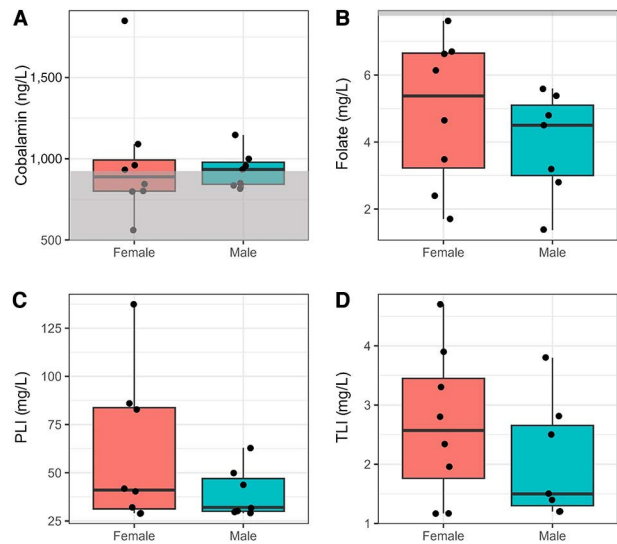 A
Cobalamin (ng/L)
1,500
1,000
500
Female
Male
B
Folate (mg/L)
6
4
2
Female
Male
C
PLI (mg/L)
125
100
75
50
25
Female
Male
D
TLI (mg/L)
4
3
2
1
Female
Male